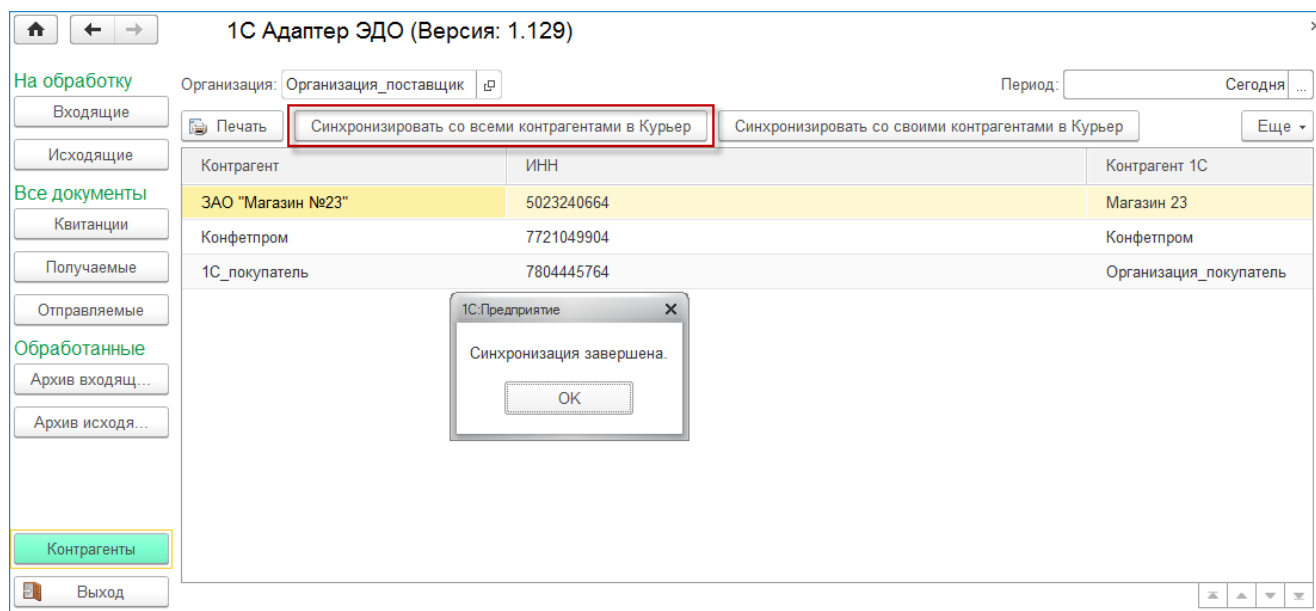 1С Адаптер ЭДО (Версия: 1.129)
На обработку
Организация: Организация_поставщик
Период: Сегодня ...
Входящие
Печать Синхронизировать со всеми контрагентами в Курьер Синхронизировать со своими контрагентами в Курьер Еще
Исходящие
Контрагент ИНН Контрагент 1С
Все документы
ЗАО "Магазин №23" 5023240664 Магазин 23
Квитанции
Конфетпром 7721049904 Конфетпром
Получаемые
1С_покупатель 7804445764 Организация_покупатель
Отправляемые
1С:Предприятие
Обработанные
Синхронизация завершена.
Архив входящ...
OK
Архив исходя...
Контрагенты
Выход